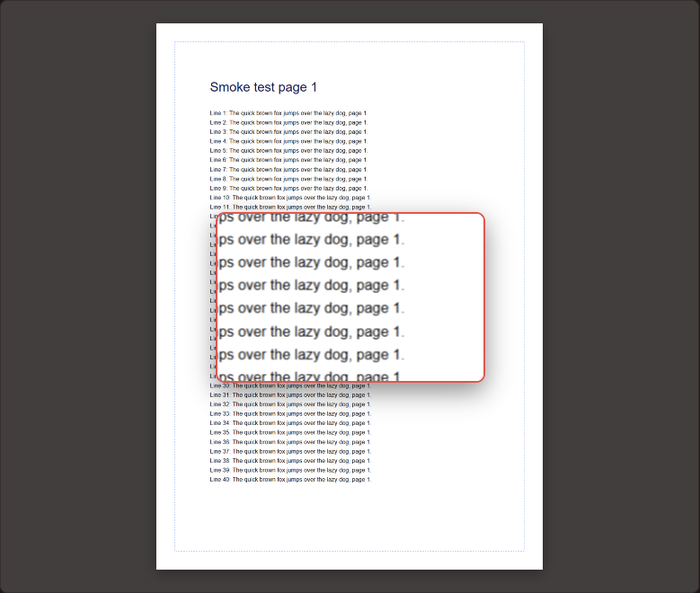 Smoke test page 1
Line 1: The quick brown fox jumps over the lazy dog, page 1.
Line 2: The quick brown fox jumps over the lazy dog, page 1.
Line 3: The quick brown fox jumps over the lazy dog, page 1.
Line 4: The quick brown fox jumps over the lazy dog, page 1.
Line 5: The quick brown fox jumps over the lazy dog, page 1.
Line 6: The quick brown fox jumps over the lazy dog, page 1.
Line 7: The quick brown fox jumps over the lazy dog, page 1.
Line 8: The quick brown fox jumps over the lazy dog, page 1.
Line 9: The quick brown fox jumps over the lazy dog, page 1.
Line 10: The quick brown fox jumps over the lazy dog, page 1.
Line 11: The quick brown fox jumps over the lazy dog, page 1.
ps over the lazy dog, page 1.
ps over the lazy dog, page 1.
ps over the lazy dog, page 1.
ps over the lazy dog, page 1.
ps over the lazy dog, page 1.
ps over the lazy dog, page 1.
ps over the lazy dog, page 1.
ps over the lazy dog, page 1
Line 30: The quick brown fox jumps over the lazy dog, page 1.
Line 31: The quick brown fox jumps over the lazy dog, page 1.
Line 32: The quick brown fox jumps over the lazy dog, page 1.
Line 33: The quick brown fox jumps over the lazy dog, page 1.
Line 34: The quick brown fox jumps over the lazy dog, page 1.
Line 35: The quick brown fox jumps over the lazy dog, page 1.
Line 36: The quick brown fox jumps over the lazy dog, page 1.
Line 37: The quick brown fox jumps over the lazy dog, page 1.
Line 38: The quick brown fox jumps over the lazy dog, page 1.
Line 39: The quick brown fox jumps over the lazy dog, page 1.
Line 40: The quick brown fox jumps over the lazy dog, page 1.